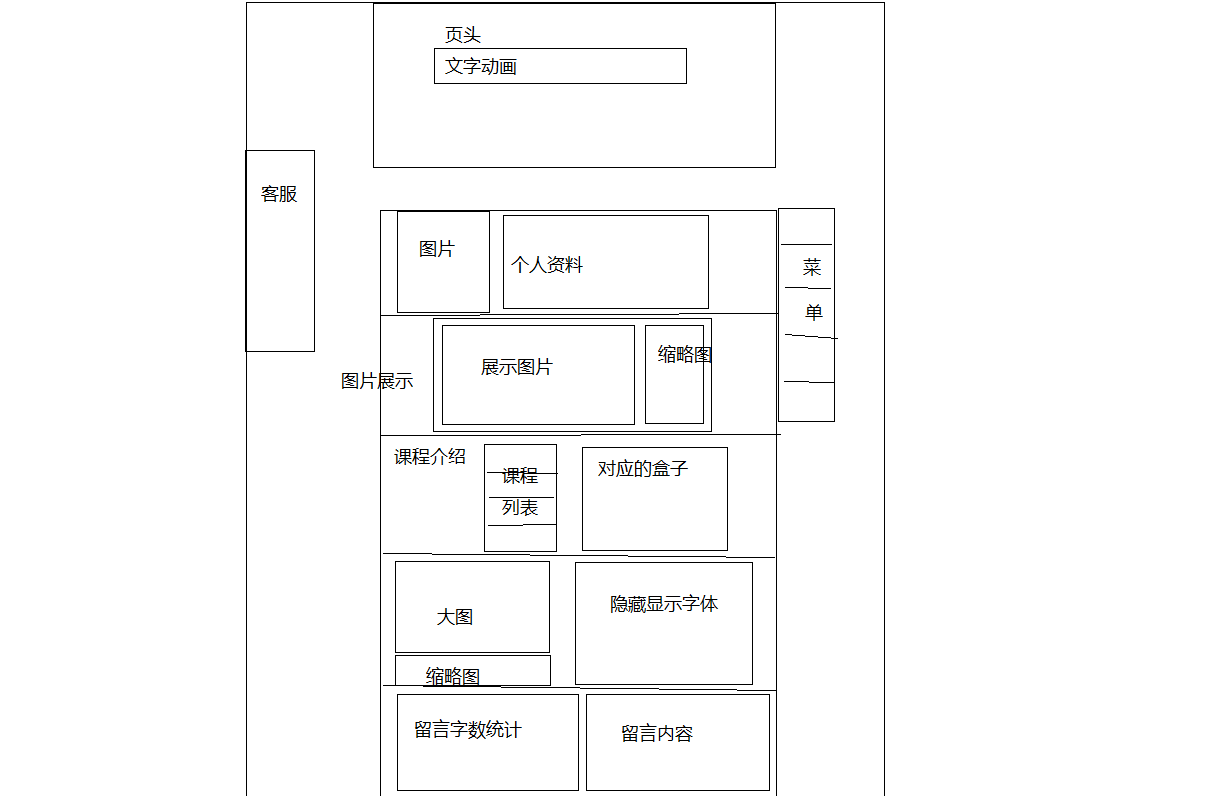 页头
文字动画
客服
图片
个人资料
菜
单
图片展示
展示图片
缩略图
课程介绍
课程
列表
对应的盒子
大图
缩略图
隐藏显示字体
留言字数统计
留言内容